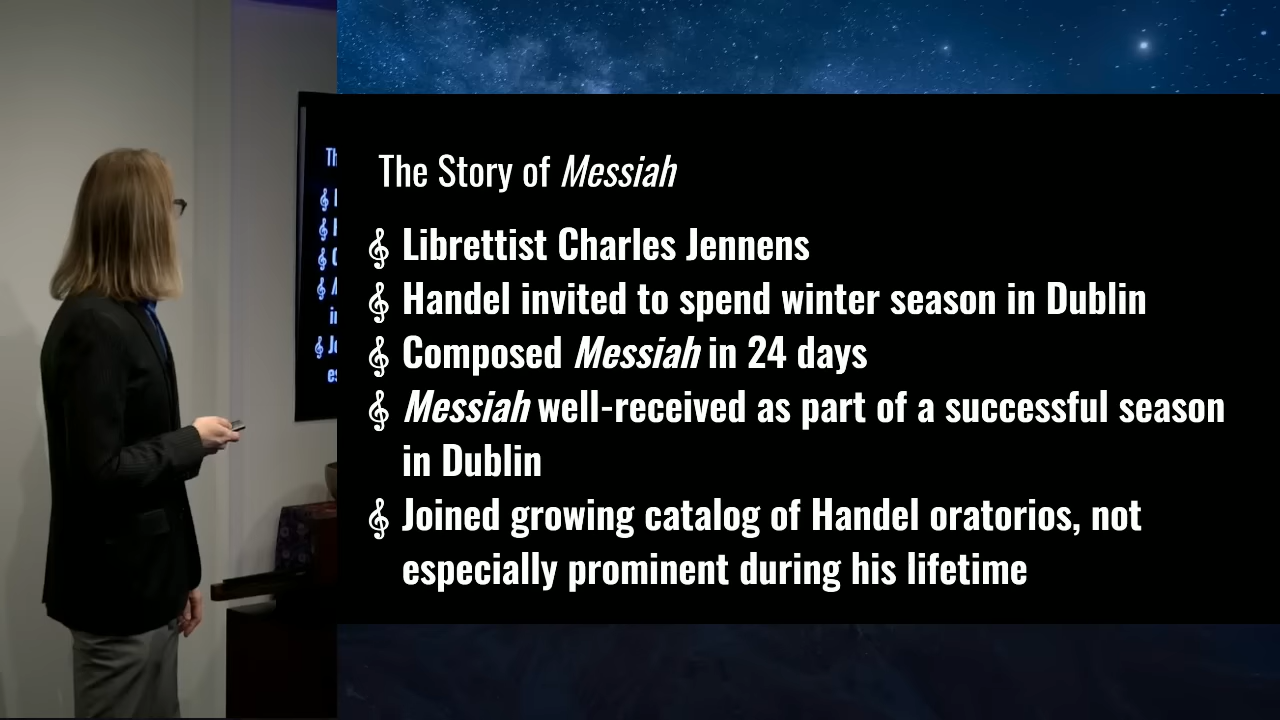 The Story of Messiah
Librettist Charles Jennens
Handel invited to spend winter season in Dublin
Composed Messiah in 24 days
Messiah well-received as part of a successful season
in Dublin
Joined growing catalog of Handel oratorios, not
especially prominent during his lifetime